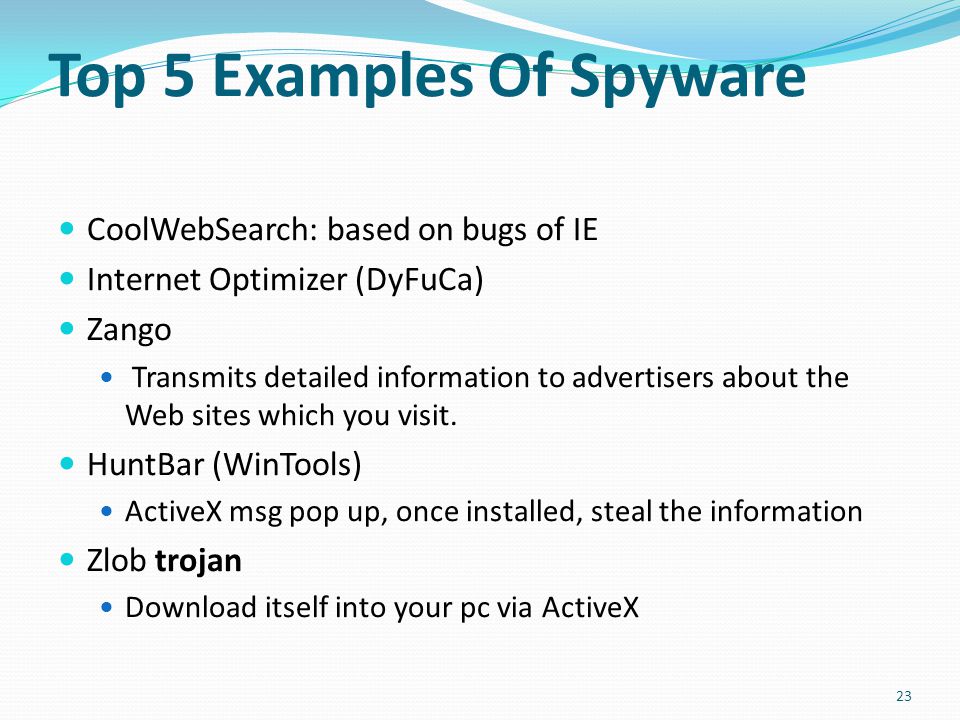 Top 5 Examples Of Spyware
CoolWebSearch: based on bugs of IE
Internet Optimizer (DyFuCa)
Zango
Transmits detailed information to advertisers about the
Web sites which you visit.
HuntBar (WinTools)
ActiveX msg pop up, once installed, steal the information
Zlob trojan
Download itself into your pc via ActiveX
23